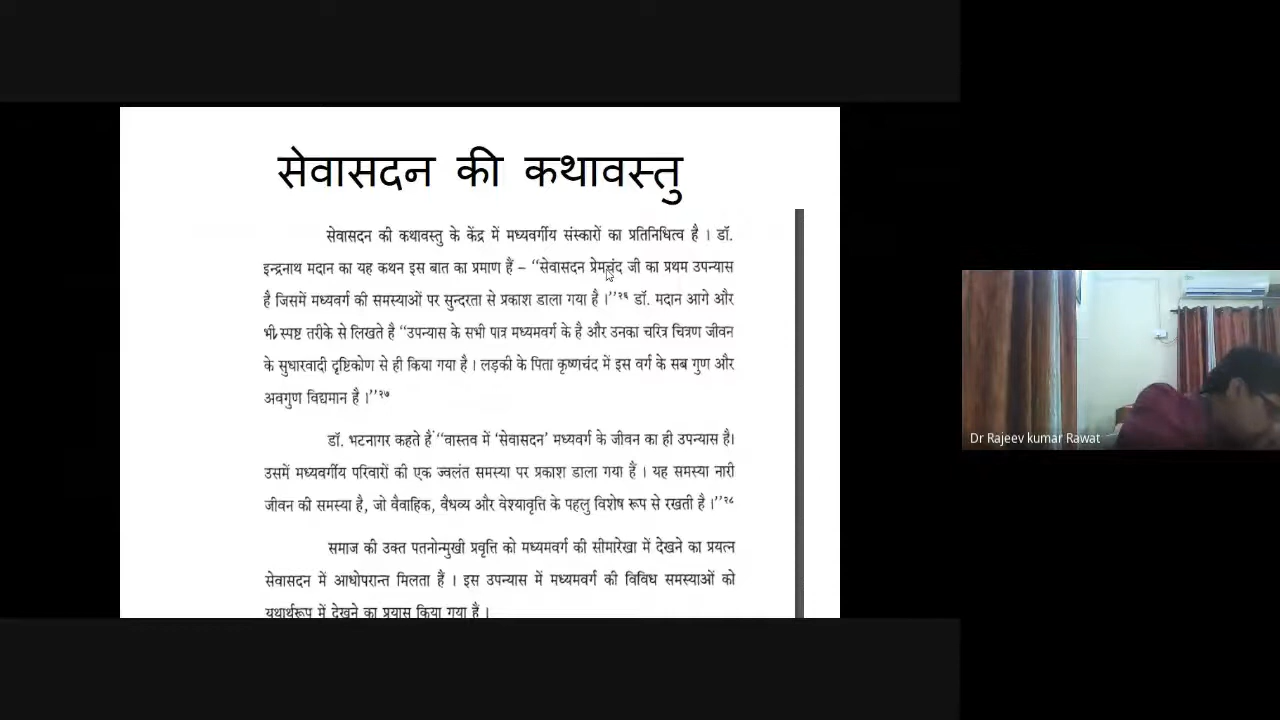 सेवासदन की कथावस्तु
सेवासदन की कथावस्तु के केंद्र में मध्यवर्गीय संस्कारों का प्रतिनिधित्व है । डॉ.
इन्द्रनाथ मदान का यह कथन इस बात का प्रमाण हैं – “सेवासदन प्रेमचंद जी का प्रथम उपन्यास
है जिसमें मध्यवर्ग की समस्याओं पर सुन्दरता से प्रकाश डाला गया है ।”२६ डॉ. मदान आगे और
भी स्पष्ट तरीके से लिखते है “उपन्यास के सभी पात्र मध्यमवर्ग के है और उनका चरित्र चित्रण जीवन
के सुधारवादी दृष्टिकोण से ही किया गया है । लड़की के पिता कृष्णचंद में इस वर्ग के सब गुण और
अवगुण विद्यमान है ।”२७
डॉ. भटनागर कहते हैं “वास्तव में ‘सेवासदन’ मध्यवर्ग के जीवन का ही उपन्यास है।
उसमें मध्यवर्गीय परिवारों की एक ज्वलंत समस्या पर प्रकाश डाला गया हैं । यह समस्या नारी
जीवन की समस्या है, जो वैवाहिक, वैधव्य और वेश्यावृत्ति के पहलु विशेष रूप से रखती है ।”२८
समाज की उक्त पतनोन्मुखी प्रवृत्ति को मध्यमवर्ग की सीमारेखा में देखने का प्रयत्न
सेवासदन में आधोपरान्त मिलता हैं । इस उपन्यास में मध्यमवर्ग की विविध समस्याओं को
यथार्थरूप में देखने का प्रयास किया गया हैं ।
Dr Rajeev kumar Rawat